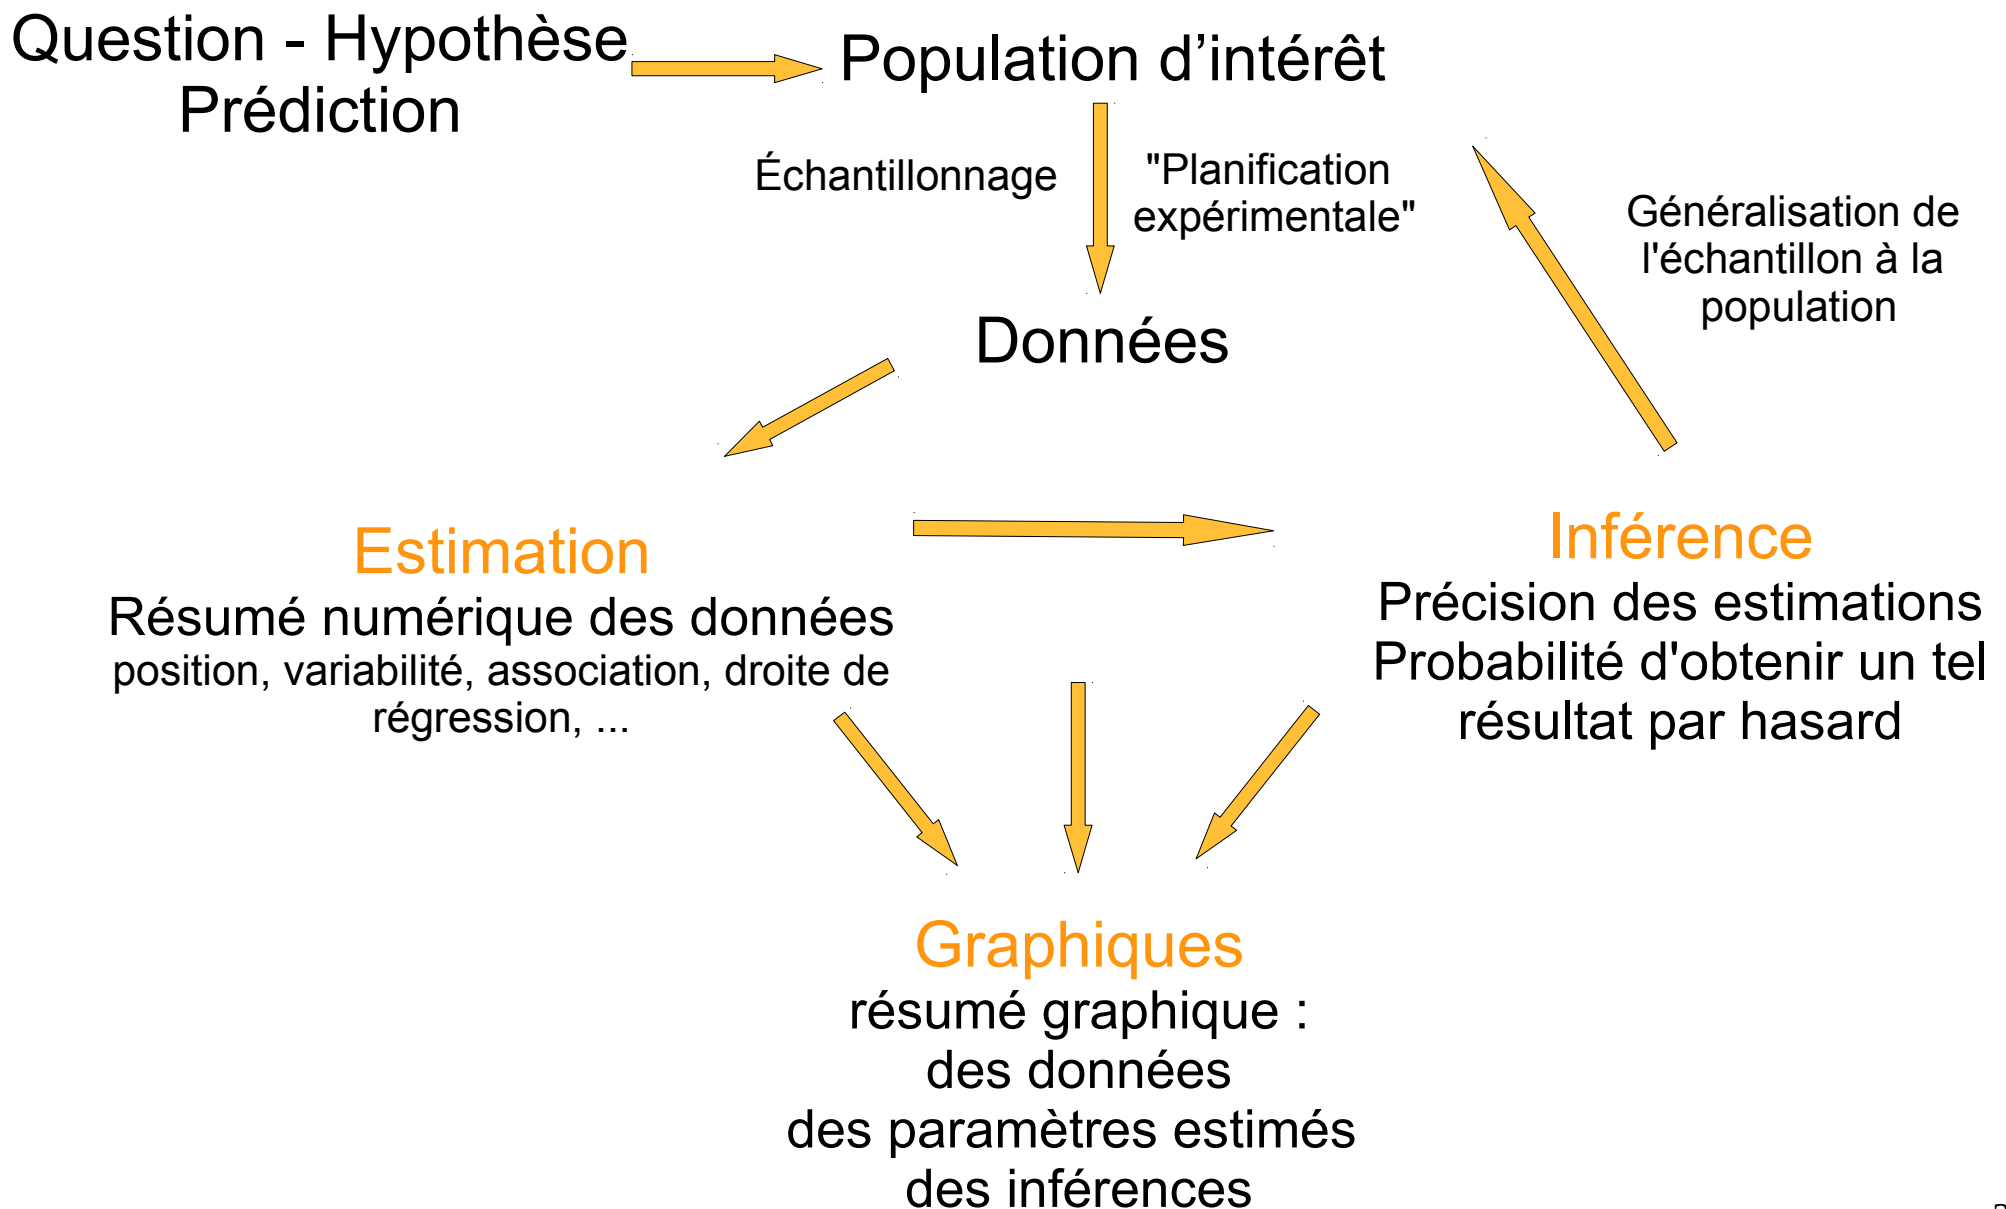 Question - Hypothèse
Prédiction
Population d’intérêt
Échantillonnage
"Planification
expérimentale"
Généralisation de
l'échantillon à la
population
Données
Estimation
Résumé numérique des données
position, variabilité, association, droite de
régression, ...
Inférence
Précision des estimations
Probabilité d'obtenir un tel
résultat par hasard
Graphiques
résumé graphique :
des données
des paramètres estimés
des inférences